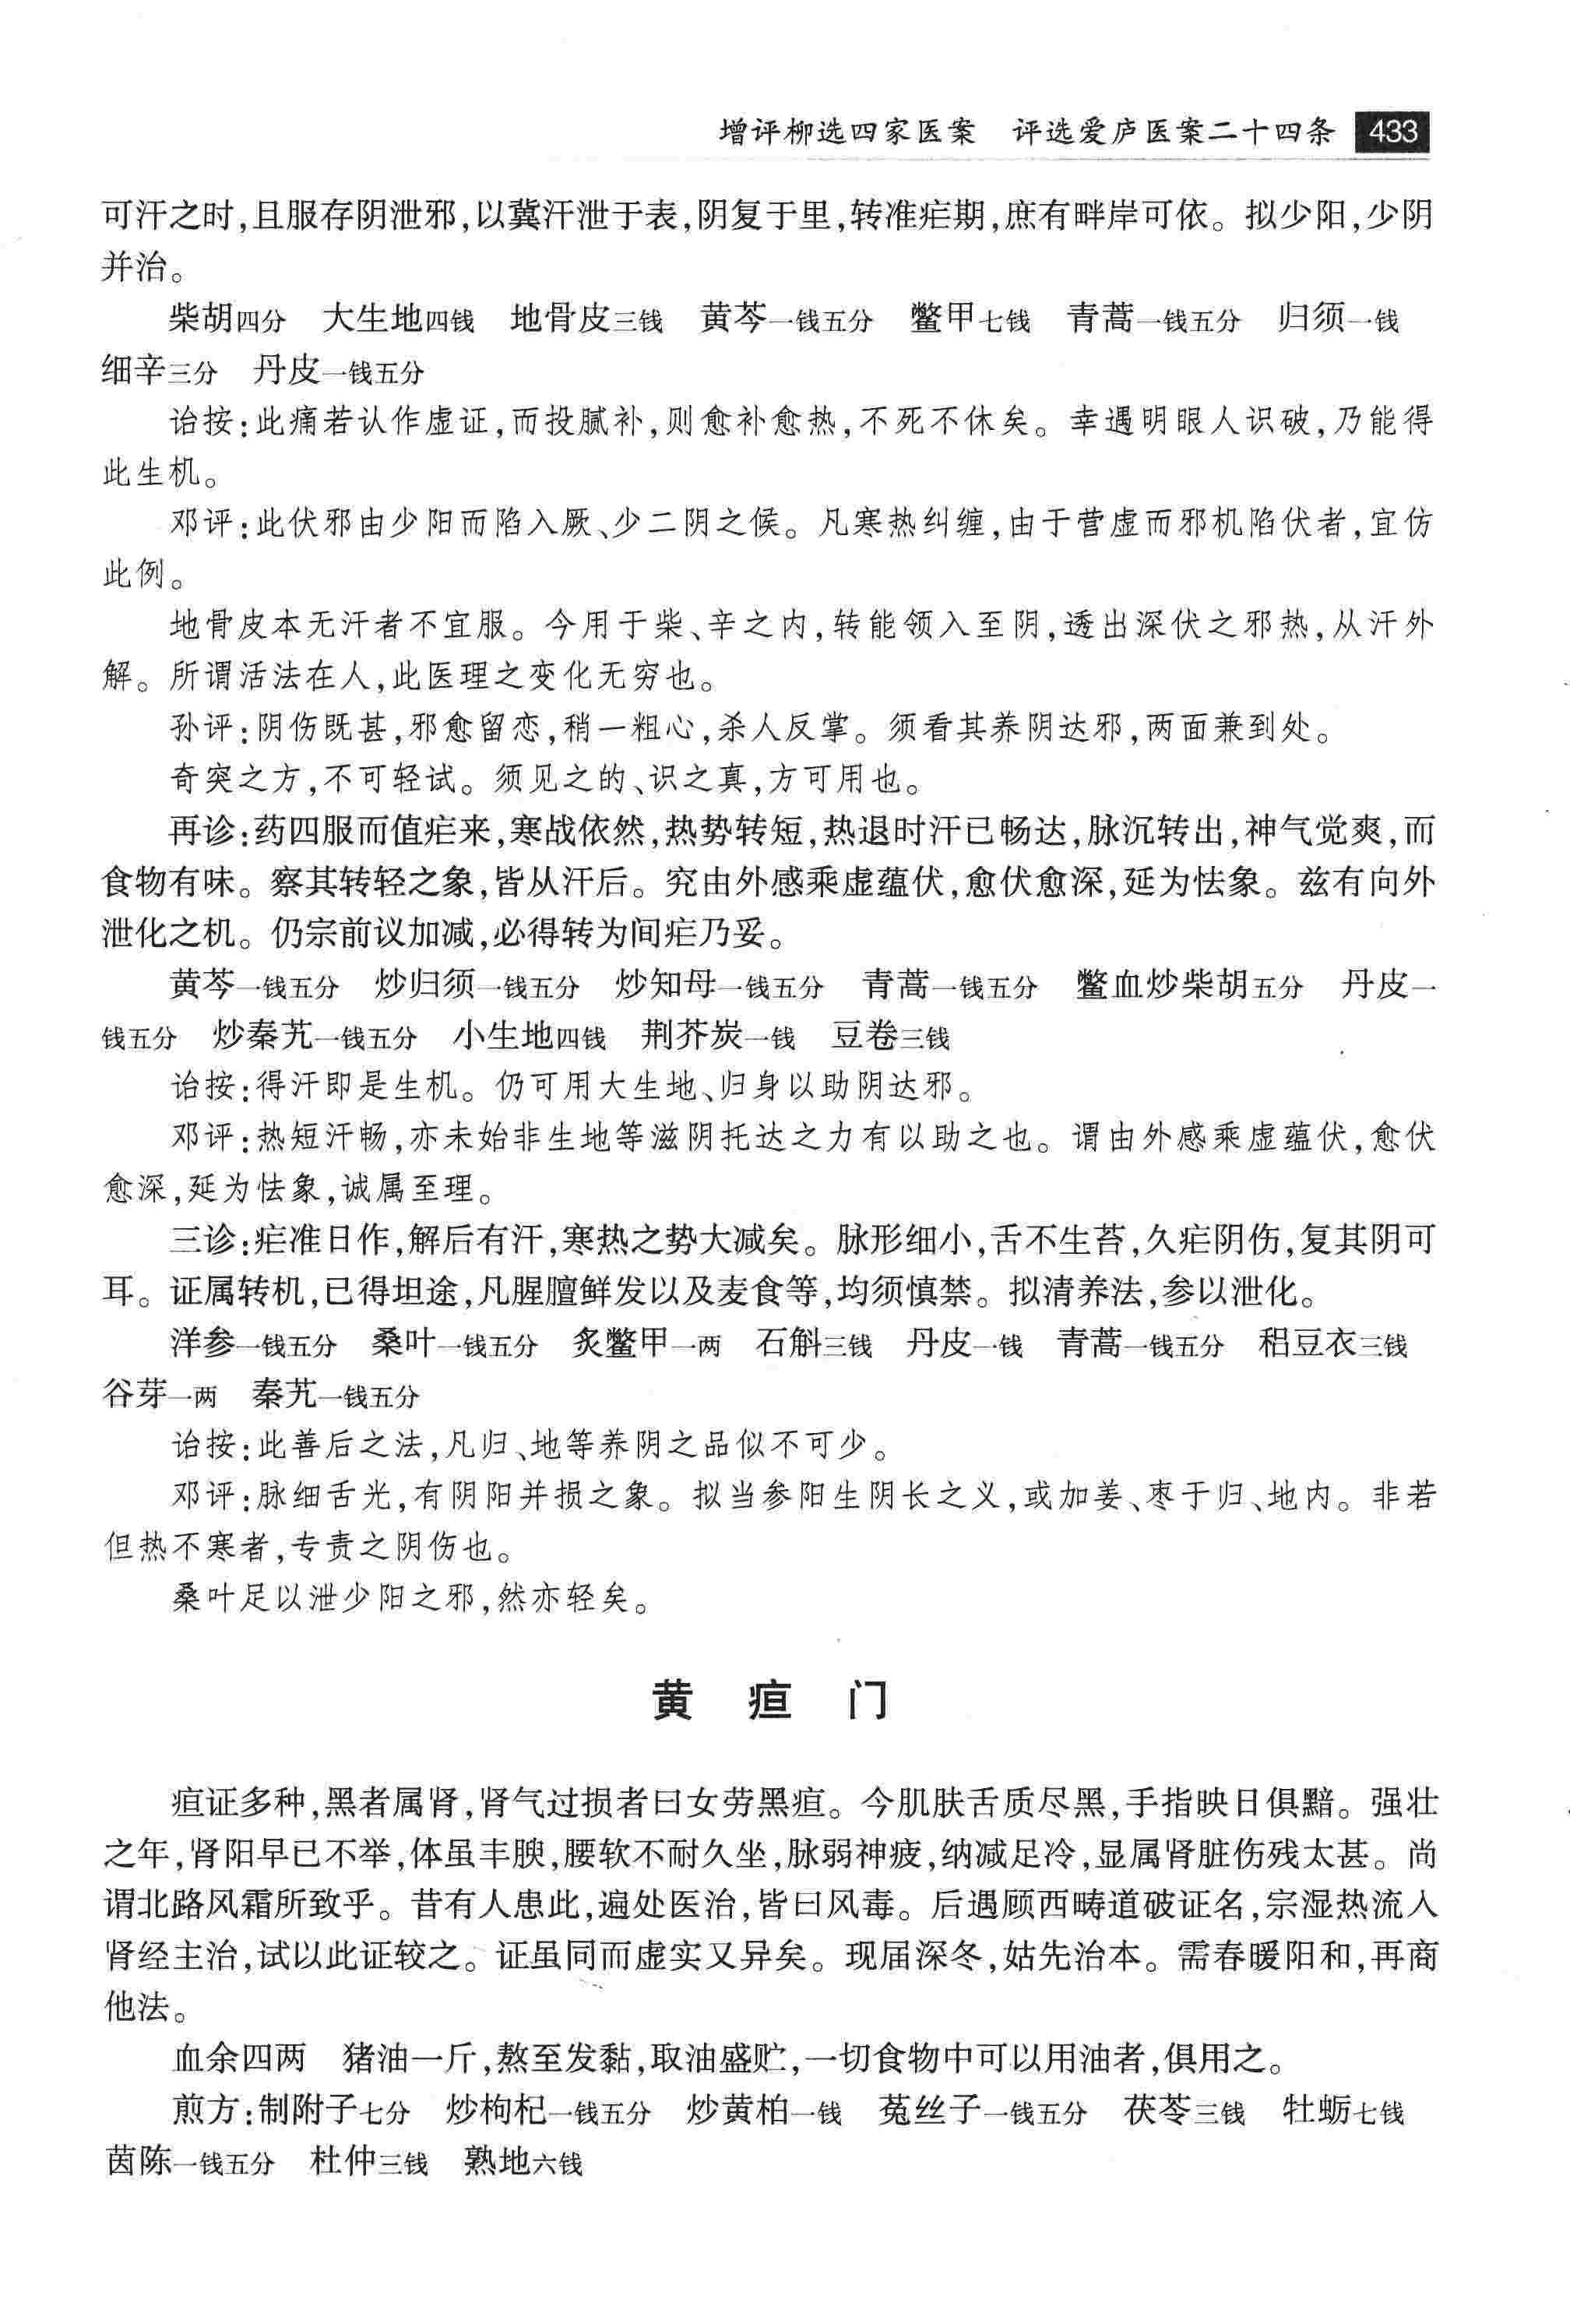 增评柳选四家医案　评选爱庐医案二十四条　433
可汗之时,且服存阴泄邪,以冀汗泄于表,阴复于里,转准疟期,庶有畔岸可依。拟少阳,少阴
并治。
柴胡四分　大生地四钱　地骨皮三钱　黄芩一钱五分　鳖甲七钱　青蒿一钱五分　归须一钱
细辛三分　丹皮一钱五分
诒按:此痛若认作虚证,而投腻补,则愈补愈热,不死不休矣。幸遇明眼人识破,乃能得
此生机。
邓评:此伏邪由少阳而陷入厥、少二阴之候。凡寒热纠缠,由于营虚而邪机陷伏者,宜仿
此例。
地骨皮本无汗者不宜服。今用于柴、辛之内,转能领入至阴,透出深伏之邪热,从汗外
解。所谓活法在人,此医理之变化无穷也。
孙评:阴伤既甚,邪愈留恋,稍一粗心,杀人反掌。须看其养阴达邪,两面兼到处。
奇突之方,不可轻试。须见之的、识之真,方可用也。
再诊:药四服而值疟来,寒战依然,热势转短,热退时汗已畅达,脉沉转出,神气觉爽,而
食物有味。察其转轻之象,皆从汗后。究由外感乘虚蕴伏,愈伏愈深,延为怯象。兹有向外
泄化之机。仍宗前议加减,必得转为间疟乃妥。
黄芩一钱五分　炒归须一钱五分　炒知母一钱五分　青蒿一钱五分　鳖血炒柴胡五分　丹皮一
钱五分　炒秦艽一钱五分　小生地四钱　荆芥炭一钱　豆卷三钱
诒按:得汗即是生机。仍可用大生地、归身以助阴达邪。
邓评:热短汗畅,亦未始非生地等滋阴托达之力有以助之也。谓由外感乘虚蕴伏,愈伏
愈深,延为怯象,诚属至理。
三诊:疟准日作,解后有汗,寒热之势大减矣。脉形细小,舌不生苔,久疟阴伤,复其阴可
耳。证属转机,已得坦途,凡腥膻鲜发以及麦食等,均须慎禁。拟清养法,参以泄化。
洋参一钱五分　桑叶一钱五分　炙鳖甲一两　石斛三钱　丹皮一钱　青蒿一钱五分　稆豆衣三钱
谷芽一两　秦艽一钱五分
诒按:此善后之法,凡归、地等养阴之品似不可少。
邓评:脉细舌光,有阴阳并损之象。拟当参阳生阴长之义,或加姜、枣于归、地内。非若
但热不寒者,专责之阴伤也。
桑叶足以泄少阳之邪,然亦轻矣。
黄　疸　门
疸证多种,黑者属肾,肾气过损者曰女劳黑疸。今肌肤舌质尽黑,手指映日俱黯。强壮
之年,肾阳早已不举,体虽丰腴,腰软不耐久坐,脉弱神疲,纳减足冷,显属肾脏伤残太甚。尚
谓北路风霜所致乎。昔有人患此,遍处医治,皆曰风毒。后遇顾西畴道破证名,宗湿热流入
肾经主治,试以此证较之。证虽同而虚实又异矣。现届深冬,姑先治本。需春暖阳和,再商
他法。
血余四两　猪油一斤,熬至发黏,取油盛贮,一切食物中可以用油者,俱用之。
煎方:制附子七分　炒枸杞一钱五分　炒黄柏一钱　菟丝子一钱五分　茯苓三钱　牡蛎七钱
茵陈一钱五分　杜仲三钱　熟地六钱